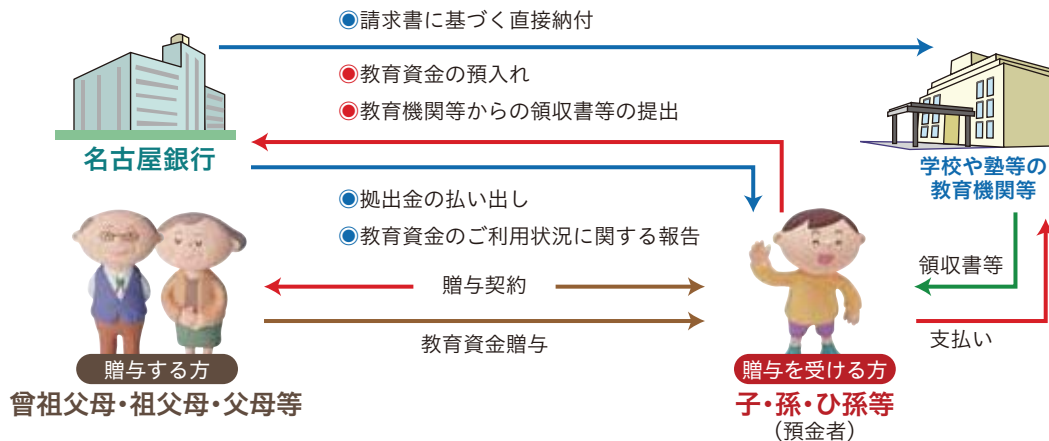 ◉請求書に基づく直接納付
◉教育資金の預入れ
◉教育機関等からの領収書等の提出
名古屋銀行
学校や塾等の
教育機関等
◉拠出金の払い出し
◉教育資金のご利用状況に関する報告
領収書等
贈与契約
支払い
教育資金贈与
贈与する方
曾祖父母・祖父母・父母等
贈与を受ける方
子・孫・ひ孫等
（預金者）